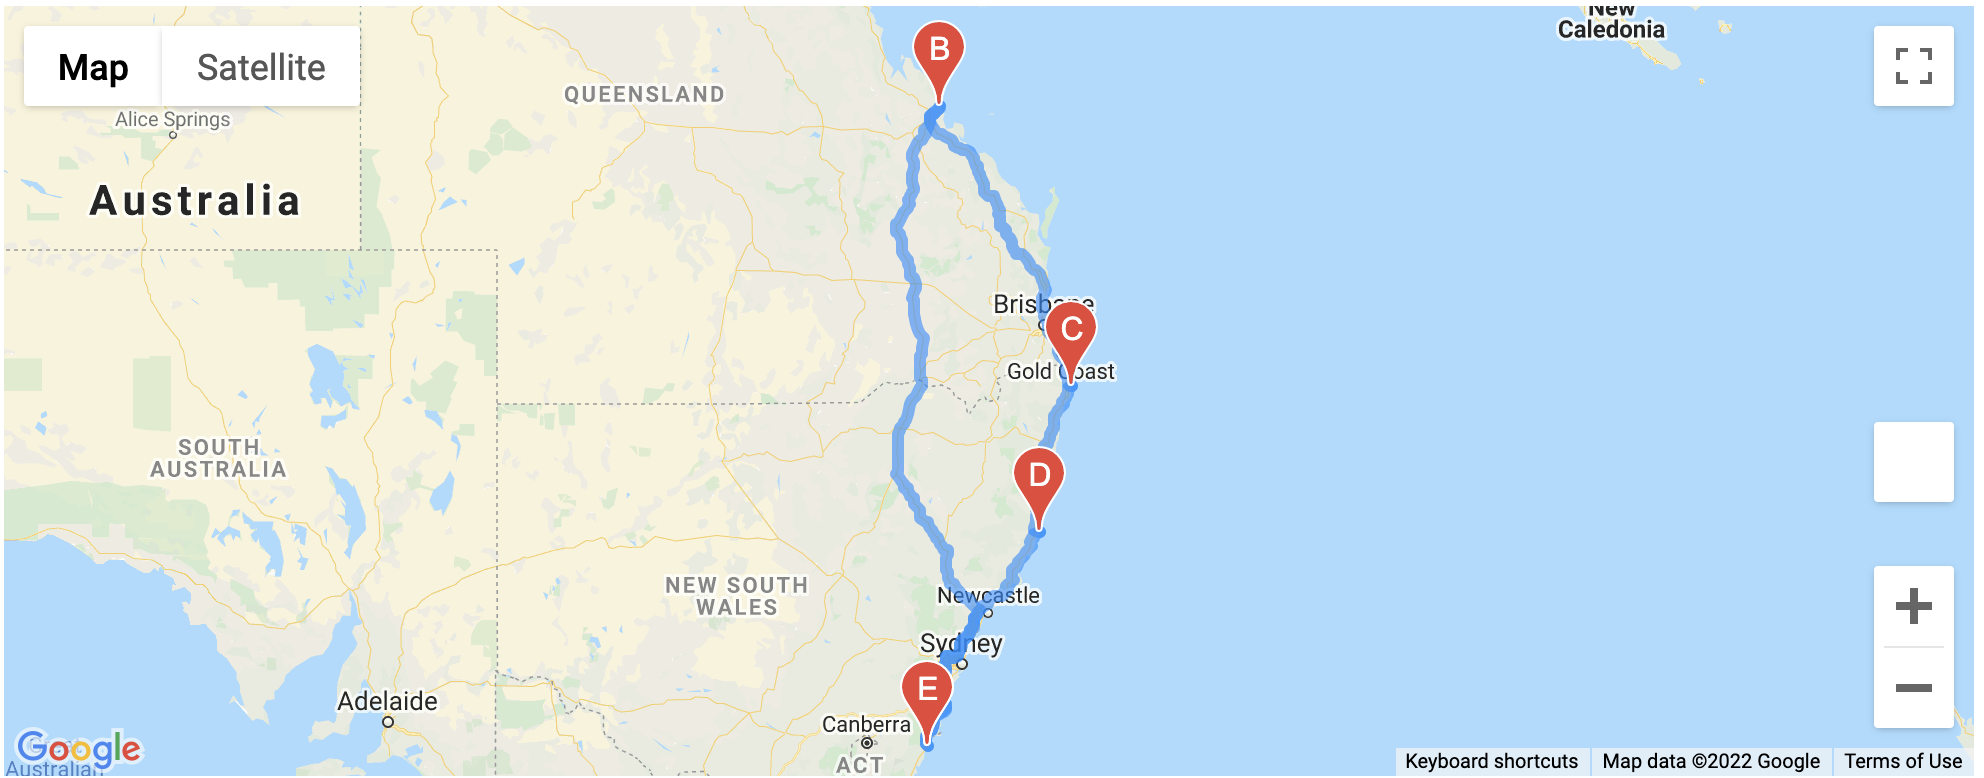 New
Caledonia
B
Map
Satellite
QUEENSLAND
Alice Springs
Australia
Brisbane
C
Gold Coast
SOUTH
AUSTRALIA
D
NEW SOUTH
WALES
Newcastle
Sydney
E
Adelaide
Canberra
ACT
Google
Australian
Keyboard shortcuts
Map data ©2022 Google
Terms of Use